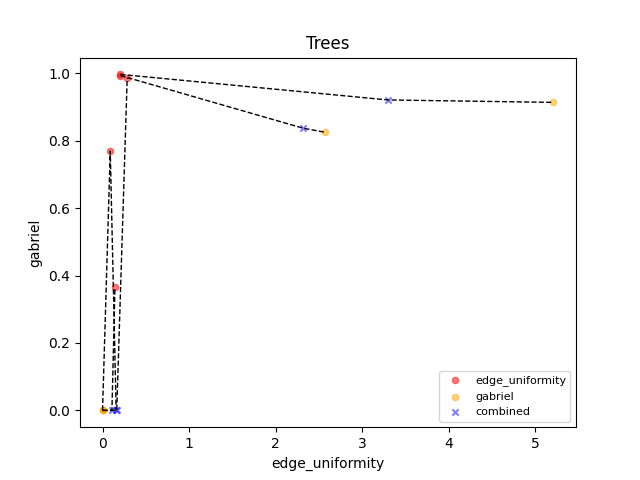 Trees
1.0
0.8
0.6
0.4
0.2
0.0
gabriel
0 1 2 3 4 5
edge_uniformity
edge_uniformity
gabriel
combined